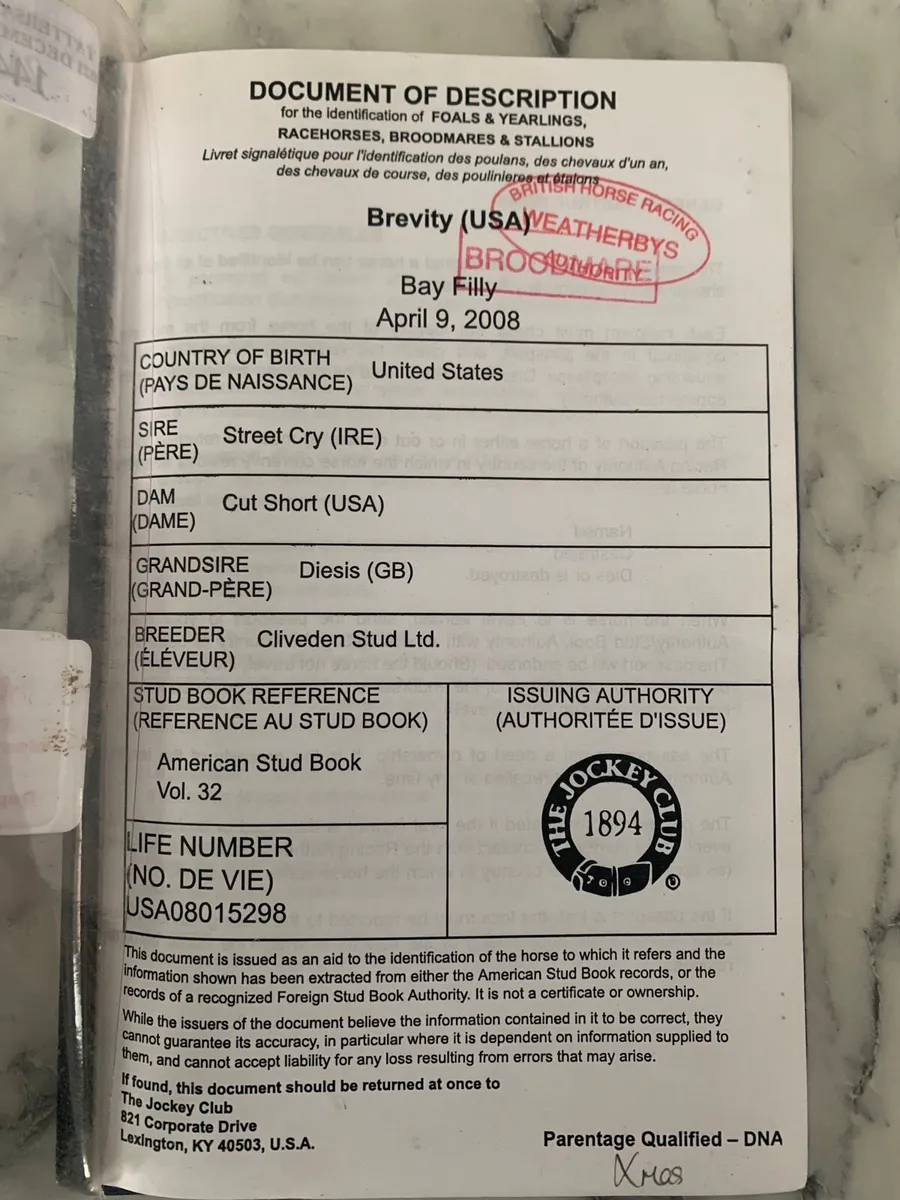 DOCUMENT OF DESCRIPTION
for the identification of FOALS & YEARLINGS,
RACEHORSES, BROODMARES & STALLIONS
Livret signalétique pour l'identification des poulans, des chevaux d'un an,
des chevaux de course, des poulinieres et étalons
BRITISH HORSE RACING
WEATHERBYS
AUTHORITY
BROODMARE
Brevity (USA)
Bay Filly
April 9, 2008
COUNTRY OF BIRTH
(PAYS DE NAISSANCE)
United States
SIRE
(PÈRE)
Street Cry (IRE)
DAM
(DAME)
Cut Short (USA)
GRANDSIRE
(GRAND-PÈRE)
Diesis (GB)
BREEDER
(ÉLÉVEUR)
Cliveden Stud Ltd.
STUD BOOK REFERENCE
(REFERENCE AU STUD BOOK)
American Stud Book
Vol. 32
ISSUING AUTHORITY
(AUTHORITÉE D'ISSUE)
THE JOCKEY CLUB
1894
LIFE NUMBER
(NO. DE VIE)
USA08015298
This document is issued as an aid to the identification of the horse to which it refers and the
information shown has been extracted from either the American Stud Book records, or the
records of a recognized Foreign Stud Book Authority. It is not a certificate or ownership.
While the issuers of the document believe the information contained in it to be correct, they
cannot guarantee its accuracy, in particular where it is dependent on information supplied to
them, and cannot accept liability for any loss resulting from errors that may arise.
If found, this document should be returned at once to
The Jockey Club
821 Corporate Drive
Lexington, KY 40503, U.S.A.
Parentage Qualified – DNA
Xmas